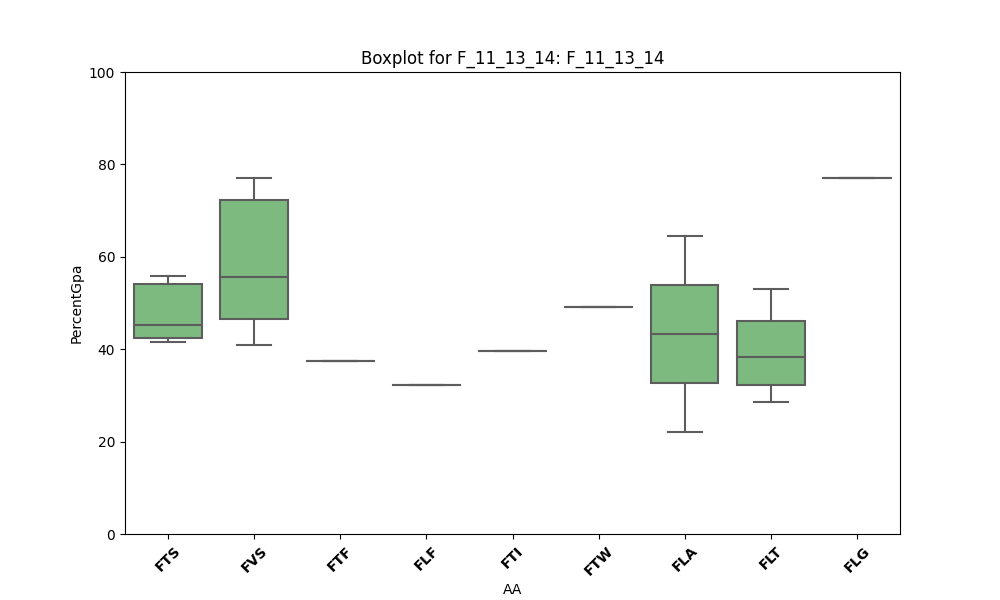 Boxplot for F_11_13_14: F_11_13_14
PercentGpa
100
80
60
40
20
0
FTS
FVS
FTF
FLF
FTI
FTW
FLA
FLT
FLG
AA